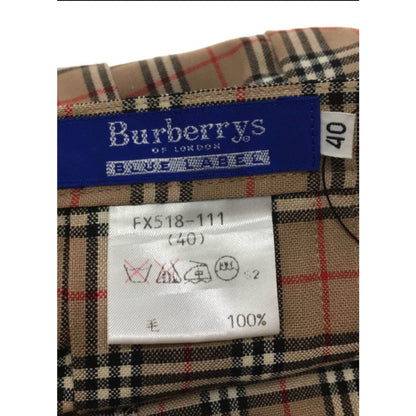 Burberrys
OF LONDON
BLUE LABEL
40
FX518-111
(40)
毛 100%